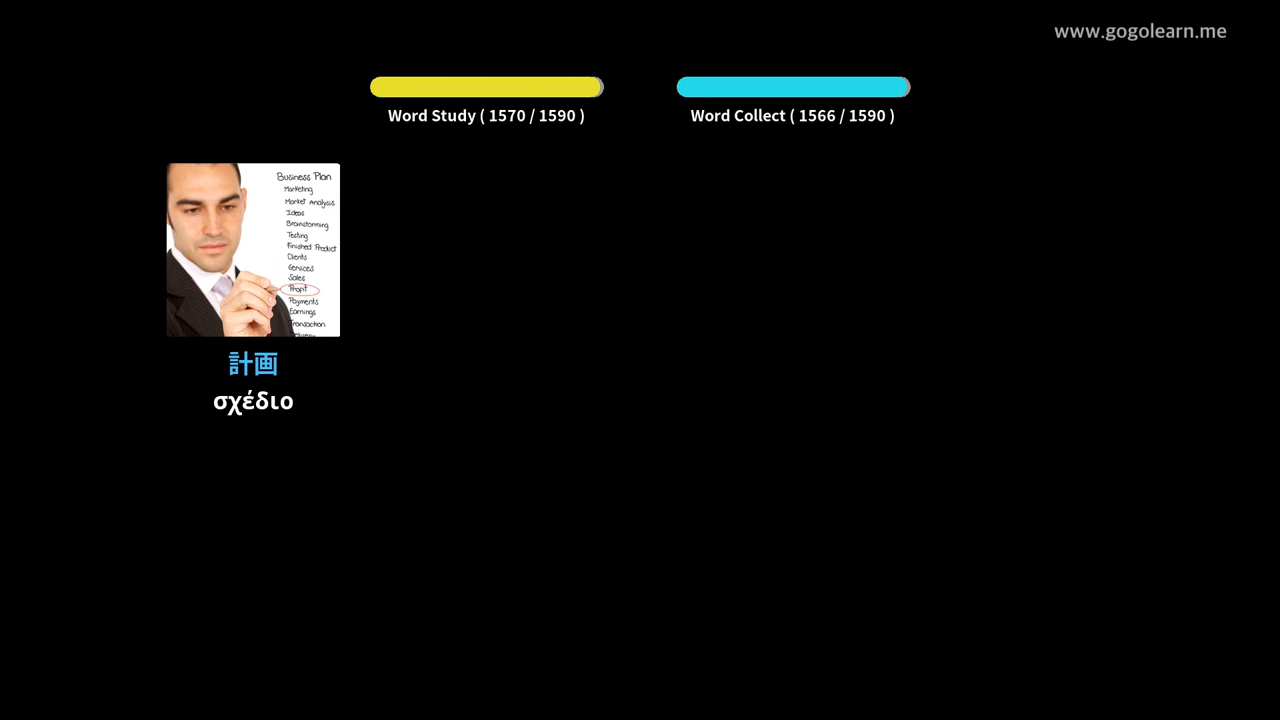 www.gogolearn.me
Word Study ( 1570 / 1590 )
Word Collect ( 1566 / 1590 )
Business Plan
Marketing
Market Analysis
Ideas
Brainstorming
Testing
Finished Product
Clients
Services
Sales
Profit
Payments
Earnings
Transaction
Delivery
計画
σχέδιο